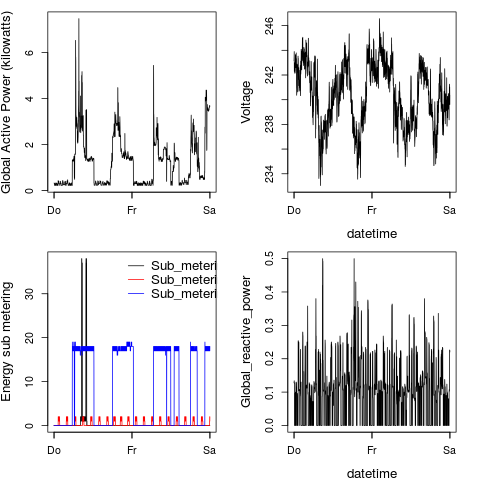 Global Active Power (kilowatts)
0 2 4 6
Do Fr Sa
Voltage
234 238 242 246
Do Fr Sa
datetime
Energy sub metering
0 10 20 30
Sub_meteri
Sub_meteri
Sub_meteri
Do Fr Sa
Global_reactive_power
0.0 0.1 0.2 0.3 0.4 0.5
Do Fr Sa
datetime